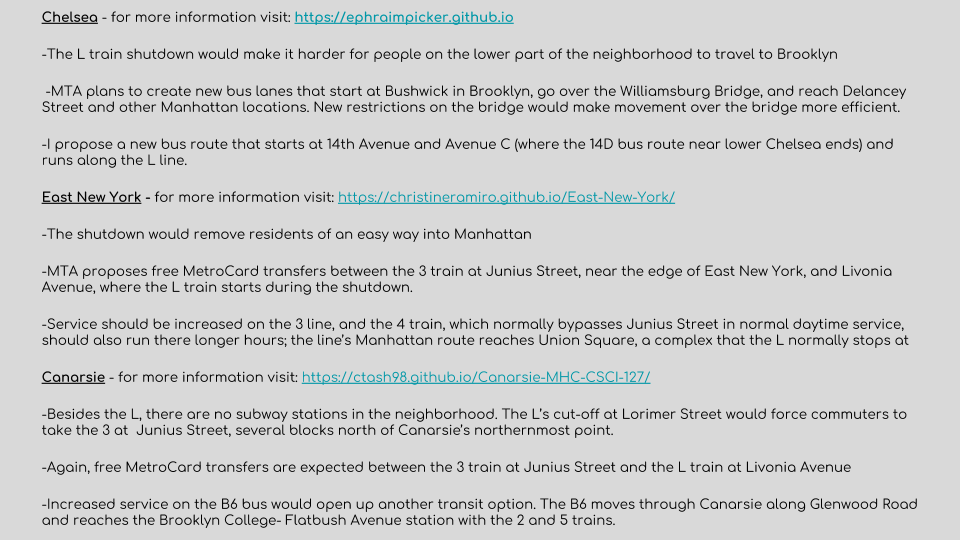 Chelsea - for more information visit: https://ephraimpicker.github.io
-The L train shutdown would make it harder for people on the lower part of the neighborhood to travel to Brooklyn
-MTA plans to create new bus lanes that start at Bushwick in Brooklyn, go over the Williamsburg Bridge, and reach Delancey
Street and other Manhattan locations. New restrictions on the bridge would make movement over the bridge more efficient.
-I propose a new bus route that starts at 14th Avenue and Avenue C (where the 14D bus route near lower Chelsea ends) and
runs along the L line.
East New York - for more information visit: https://christineramiro.github.io/East-New-York/
-The shutdown would remove residents of an easy way into Manhattan
-MTA proposes free MetroCard transfers between the 3 train at Junius Street, near the edge of East New York, and Livonia
Avenue, where the L train starts during the shutdown.
-Service should be increased on the 3 line, and the 4 train, which normally bypasses Junius Street in normal daytime service,
should also run there longer hours; the line's Manhattan route reaches Union Square, a complex that the L normally stops at
Canarsie - for more information visit: https://ctash98.github.io/Canarsie-MHC-CSCI-127/
-Besides the L, there are no subway stations in the neighborhood. The L's cut-off at Lorimer Street would force commuters to
take the 3 at  Junius Street, several blocks north of Canarsie's northernmost point.
-Again, free MetroCard transfers are expected between the 3 train at Junius Street and the L train at Livonia Avenue
-Increased service on the B6 bus would open up another transit option. The B6 moves through Canarsie along Glenwood Road
and reaches the Brooklyn College- Flatbush Avenue station with the 2 and 5 trains.